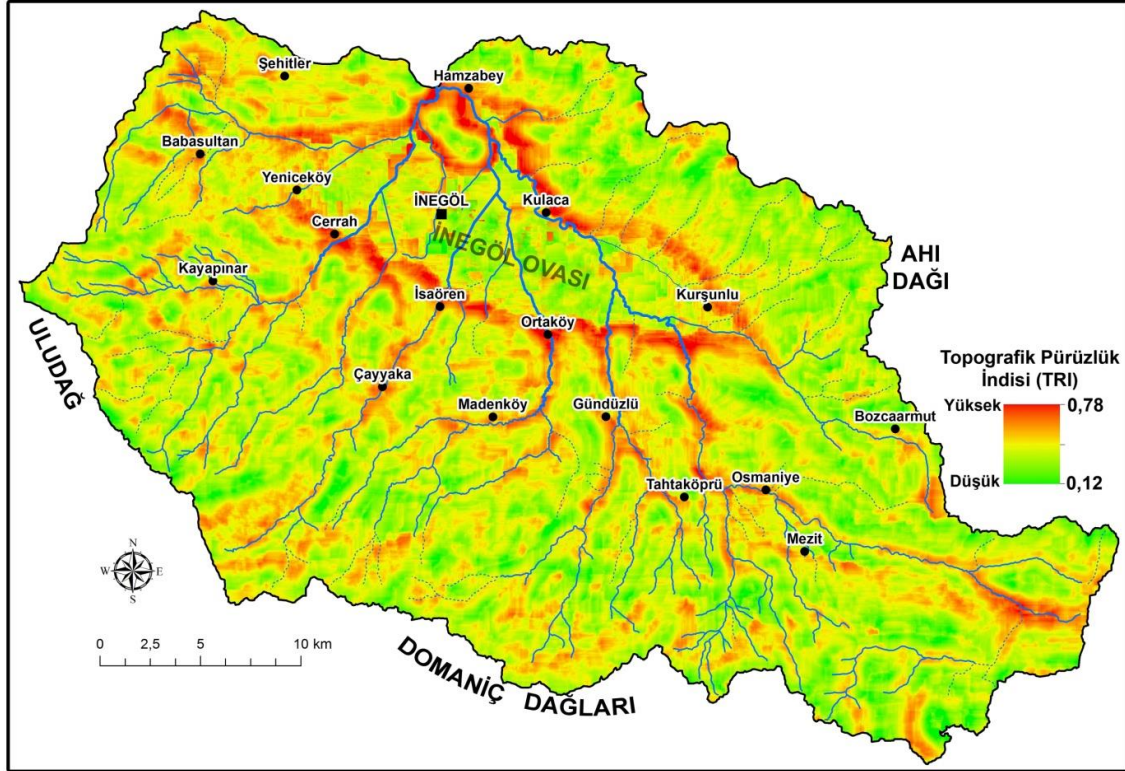 Şehitler
Hamzabey
Babasultan
Yeniceköy
İNEGÖL
Kulaca
Cerrah
İNEGÖL OVASI
AHI
DAĞI
Kayapınar
İsaören
Kurşunlu
Ortaköy
ULUDAĞ
Topografik Pürüzlük
İndisi (TRI)
Yüksek
0,78
Düşük
0,12
Çayyaka
Madenköy
Gündüzlü
Bozcaarmut
Tahtaköprü
Osmaniye
Mezit
N
W
E
S
0 2,5 5 10 km
DOMANİÇ DAĞLARI